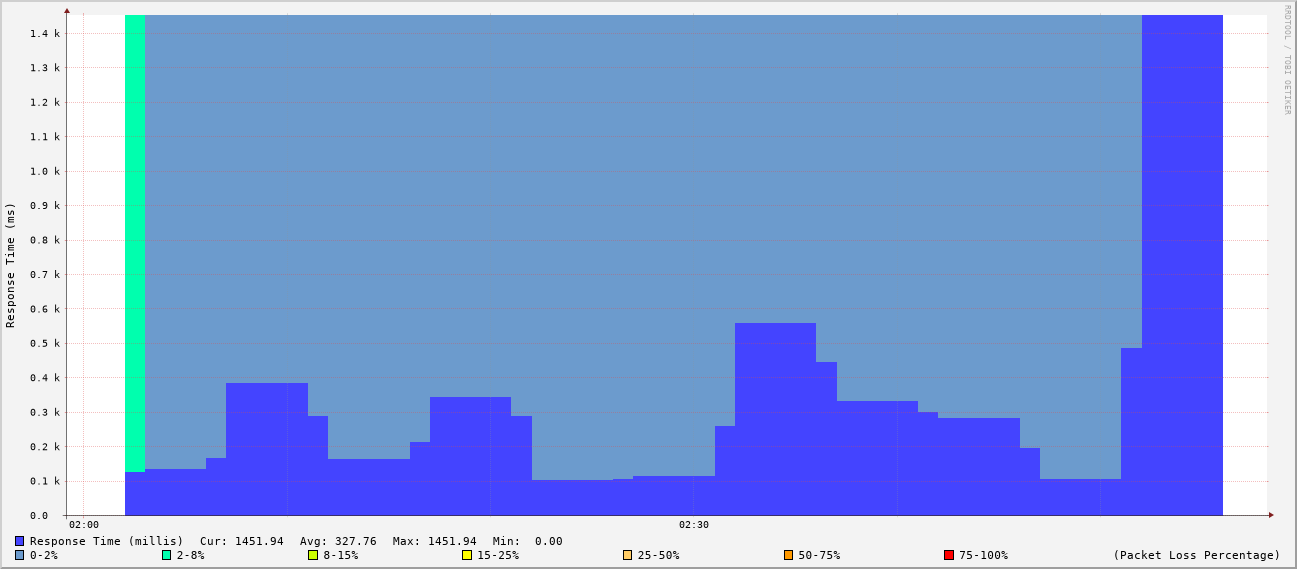 RRDTOOL / TOBI OETIKER
Response Time (ms)
1.4 k
1.3 k
1.2 k
1.1 k
1.0 k
0.9 k
0.8 k
0.7 k
0.6 k
0.5 k
0.4 k
0.3 k
0.2 k
0.1 k
0.0
02:00 02:30
Response Time (millis) Cur: 1451.94 Avg: 327.76 Max: 1451.94 Min: 0.00
0-2% 2-8% 8-15% 15-25% 25-50% 50-75% 75-100% (Packet Loss Percentage)